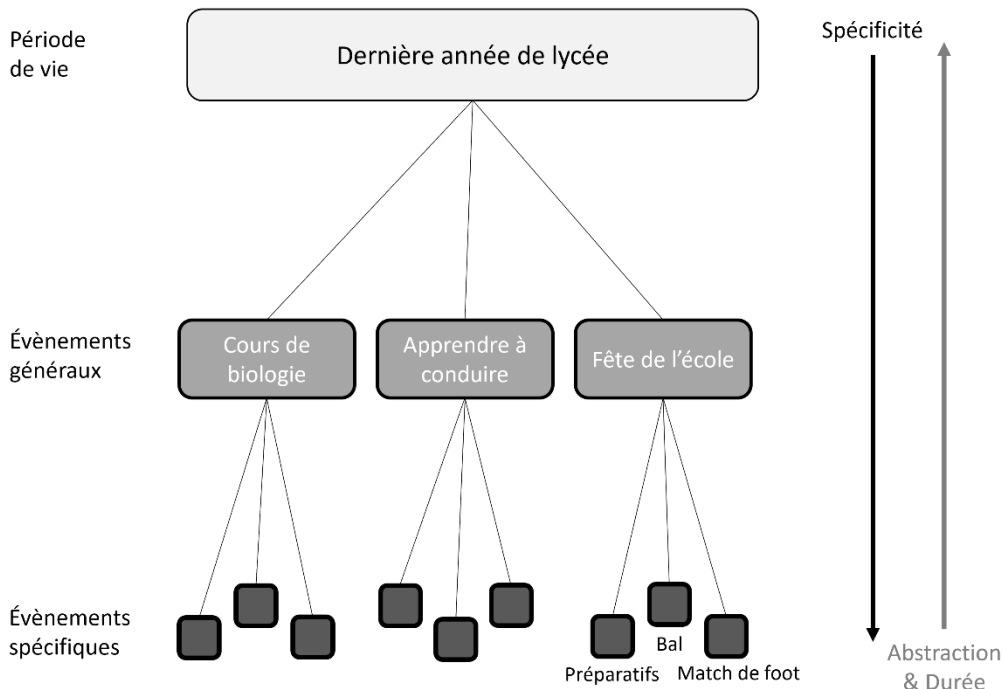 Période
de vie
Dernière année de lycée
Spécificité
Évènements
généraux
Cours de
biologie
Apprendre à
conduire
Fête de l'école
Évènements
spécifiques
Préparatifs
Bal
Match de foot
Abstraction
& Durée